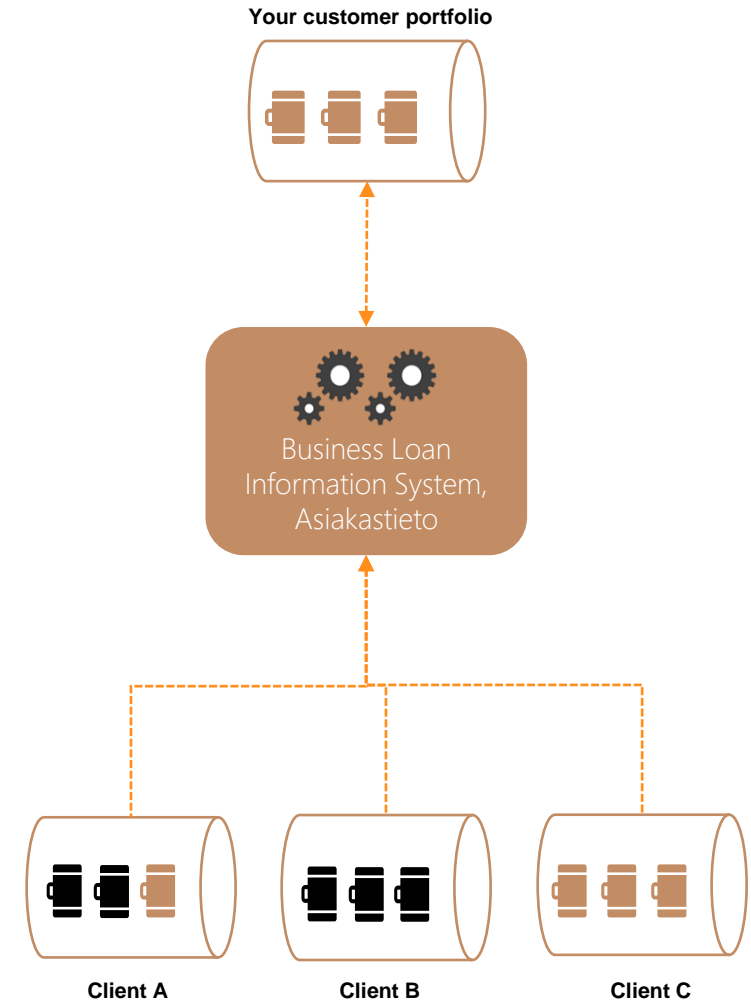 Your customer portfolio
Business Loan
Information System,
Asiakastieto
Client A
Client B
Client C